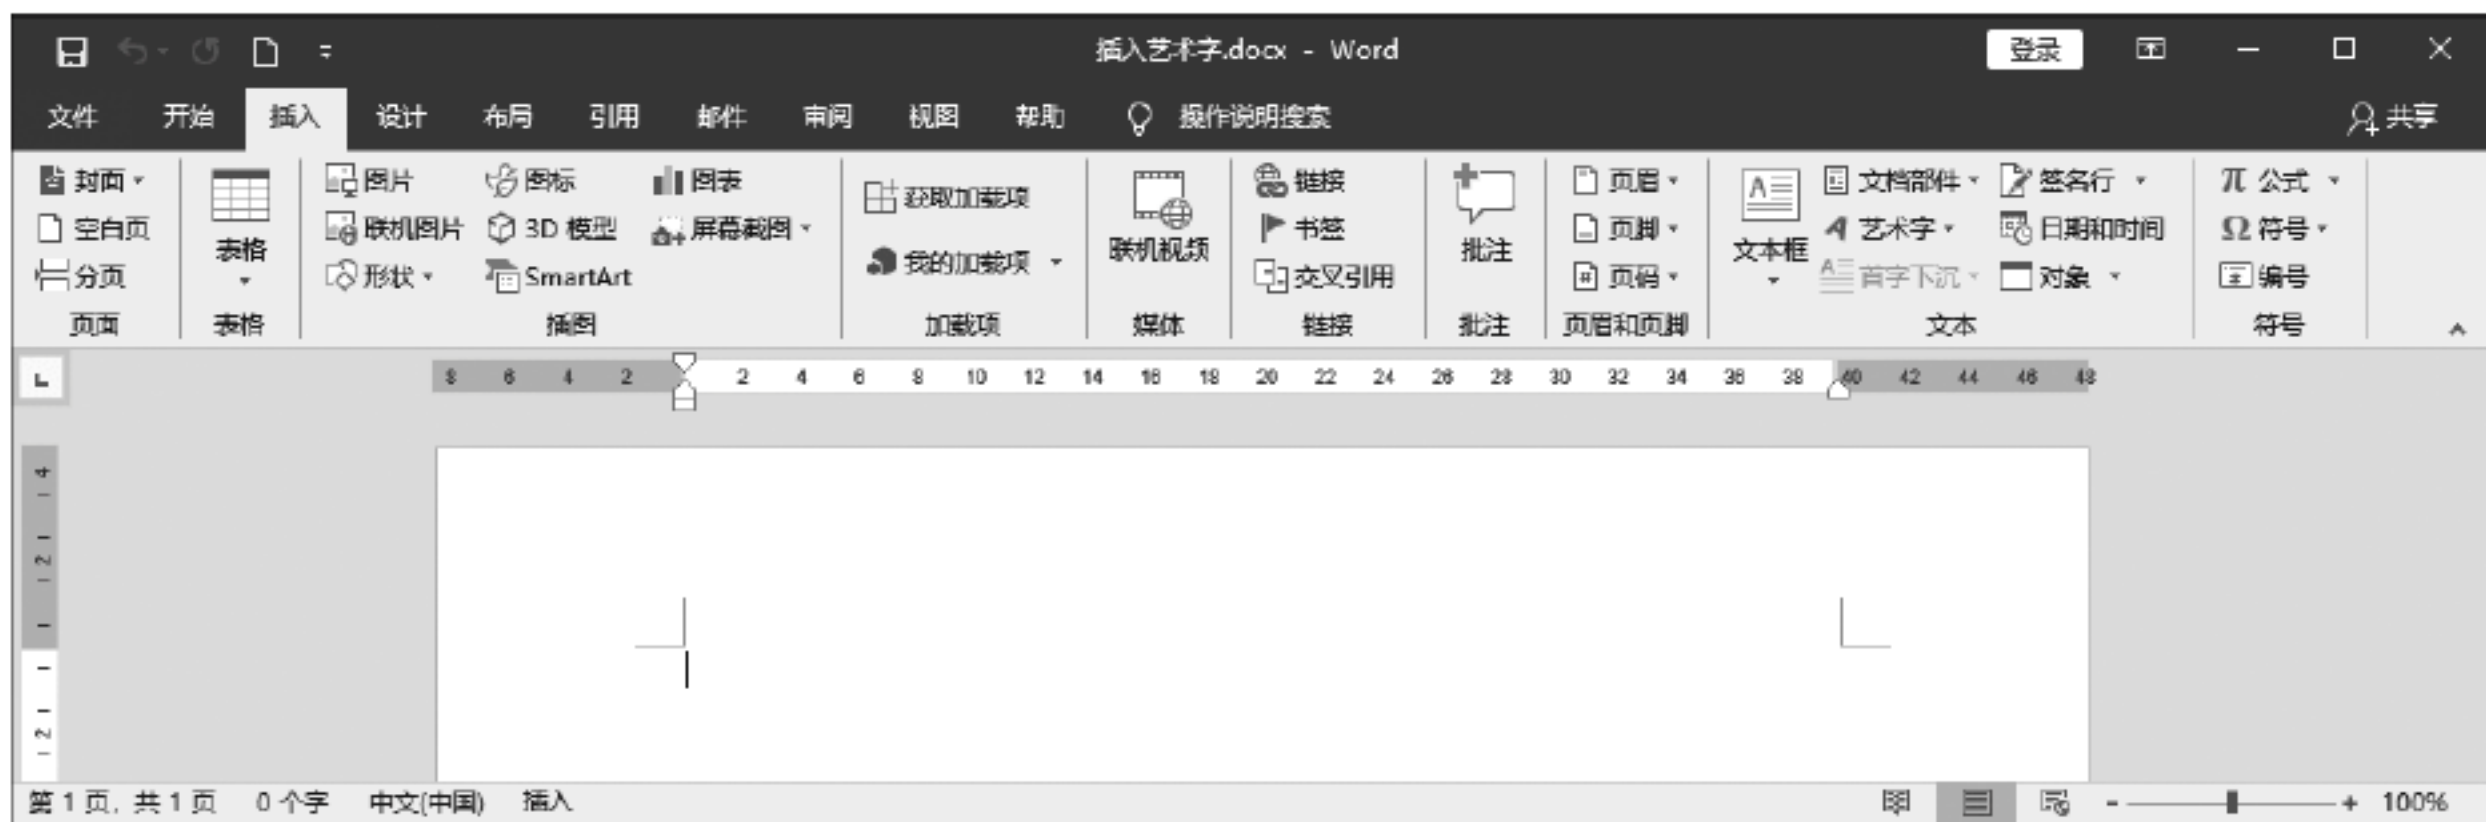 插入艺术字.docx - Word
登录
文件 开始 插入 设计 布局 引用 邮件 审阅 视图 帮助 操作说明搜索 共享
封面 图片 图标 图表 页眉 文档部件 签名行 公式
获取加载项 链接
空白页 联机图片 3D 模型 屏幕截图 书签 页脚 艺术字 日期和时间 符号
表格 联机视频 批注 文本框
我的加载项
分页 形状 SmartArt 交叉引用 页码 首字下沉 对象 编号
页面 表格 插图 加载项 媒体 链接 批注 页眉和页脚 文本 符号
8 6 4 2 2 4 6 8 10 12 14 16 18 20 22 24 26 28 30 32 34 36 38 40 42 44 46 48
4
2
2
第 1 页, 共 1 页 0 个字 中文(中国) 插入 100%